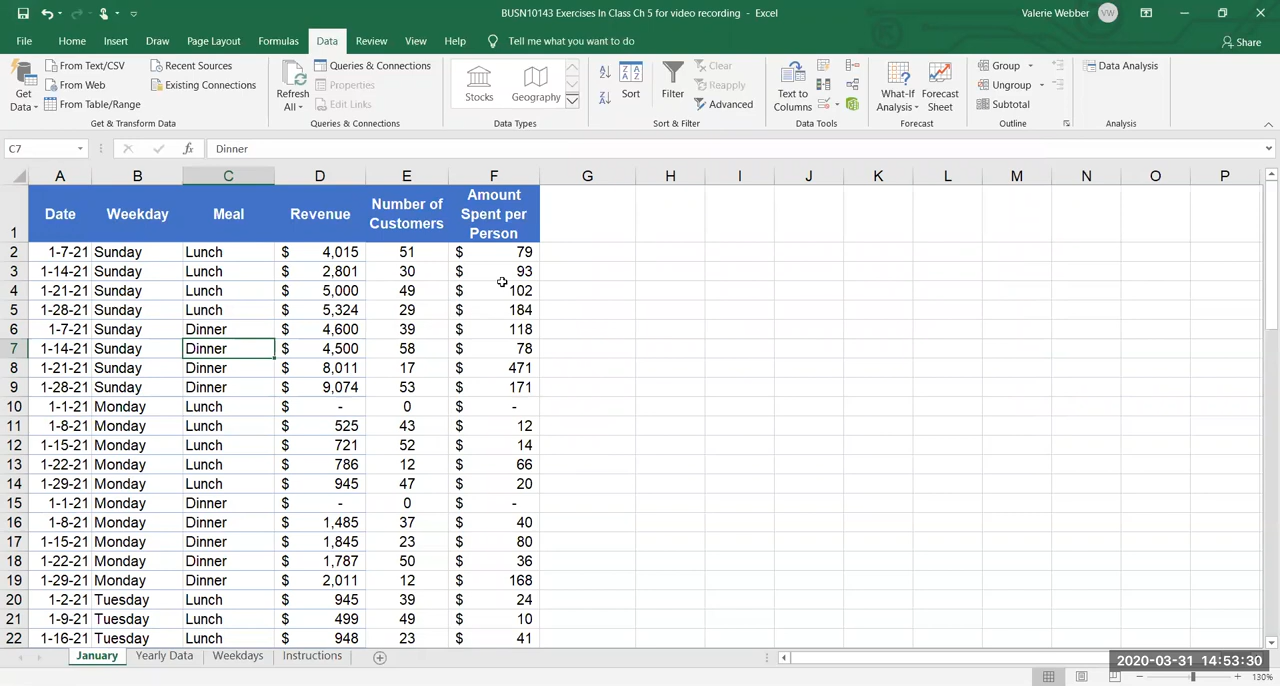 BUSN10143 Exercises In Class Ch 5 for video recording - Excel
Valerie Webber VW
File Home Insert Draw Page Layout Formulas Data Review View Help Tell me what you want to do Share
Get Data
From Text/CSV
From Web
From Table/Range
Recent Sources
Existing Connections
Get & Transform Data
Refresh All
Queries & Connections
Properties
Edit Links
Queries & Connections
Stocks Geography
Data Types
Sort
Filter
Clear
Reapply
Advanced
Sort & Filter
Text to Columns
Data Tools
What-If Analysis
Forecast Sheet
Forecast
Group
Ungroup
Subtotal
Outline
Data Analysis
Analysis
C7 fx Dinner
A B C D E F G H I J K L M N O P
1 Date Weekday Meal Revenue Number of Customers Amount Spent per Person
2 1-7-21 Sunday Lunch $ 4,015 51 $ 79
3 1-14-21 Sunday Lunch $ 2,801 30 $ 93
4 1-21-21 Sunday Lunch $ 5,000 49 $ 102
5 1-28-21 Sunday Lunch $ 5,324 29 $ 184
6 1-7-21 Sunday Dinner $ 4,600 39 $ 118
7 1-14-21 Sunday Dinner $ 4,500 58 $ 78
8 1-21-21 Sunday Dinner $ 8,011 17 $ 471
9 1-28-21 Sunday Dinner $ 9,074 53 $ 171
10 1-1-21 Monday Lunch $ - 0 $ -
11 1-8-21 Monday Lunch $ 525 43 $ 12
12 1-15-21 Monday Lunch $ 721 52 $ 14
13 1-22-21 Monday Lunch $ 786 12 $ 66
14 1-29-21 Monday Lunch $ 945 47 $ 20
15 1-1-21 Monday Dinner $ - 0 $ -
16 1-8-21 Monday Dinner $ 1,485 37 $ 40
17 1-15-21 Monday Dinner $ 1,845 23 $ 80
18 1-22-21 Monday Dinner $ 1,787 50 $ 36
19 1-29-21 Monday Dinner $ 2,011 12 $ 168
20 1-2-21 Tuesday Lunch $ 945 39 $ 24
21 1-9-21 Tuesday Lunch $ 499 49 $ 10
22 1-16-21 Tuesday Lunch $ 948 23 $ 41
January Yearly Data Weekdays Instructions
2020-03-31 14:53:30
130%